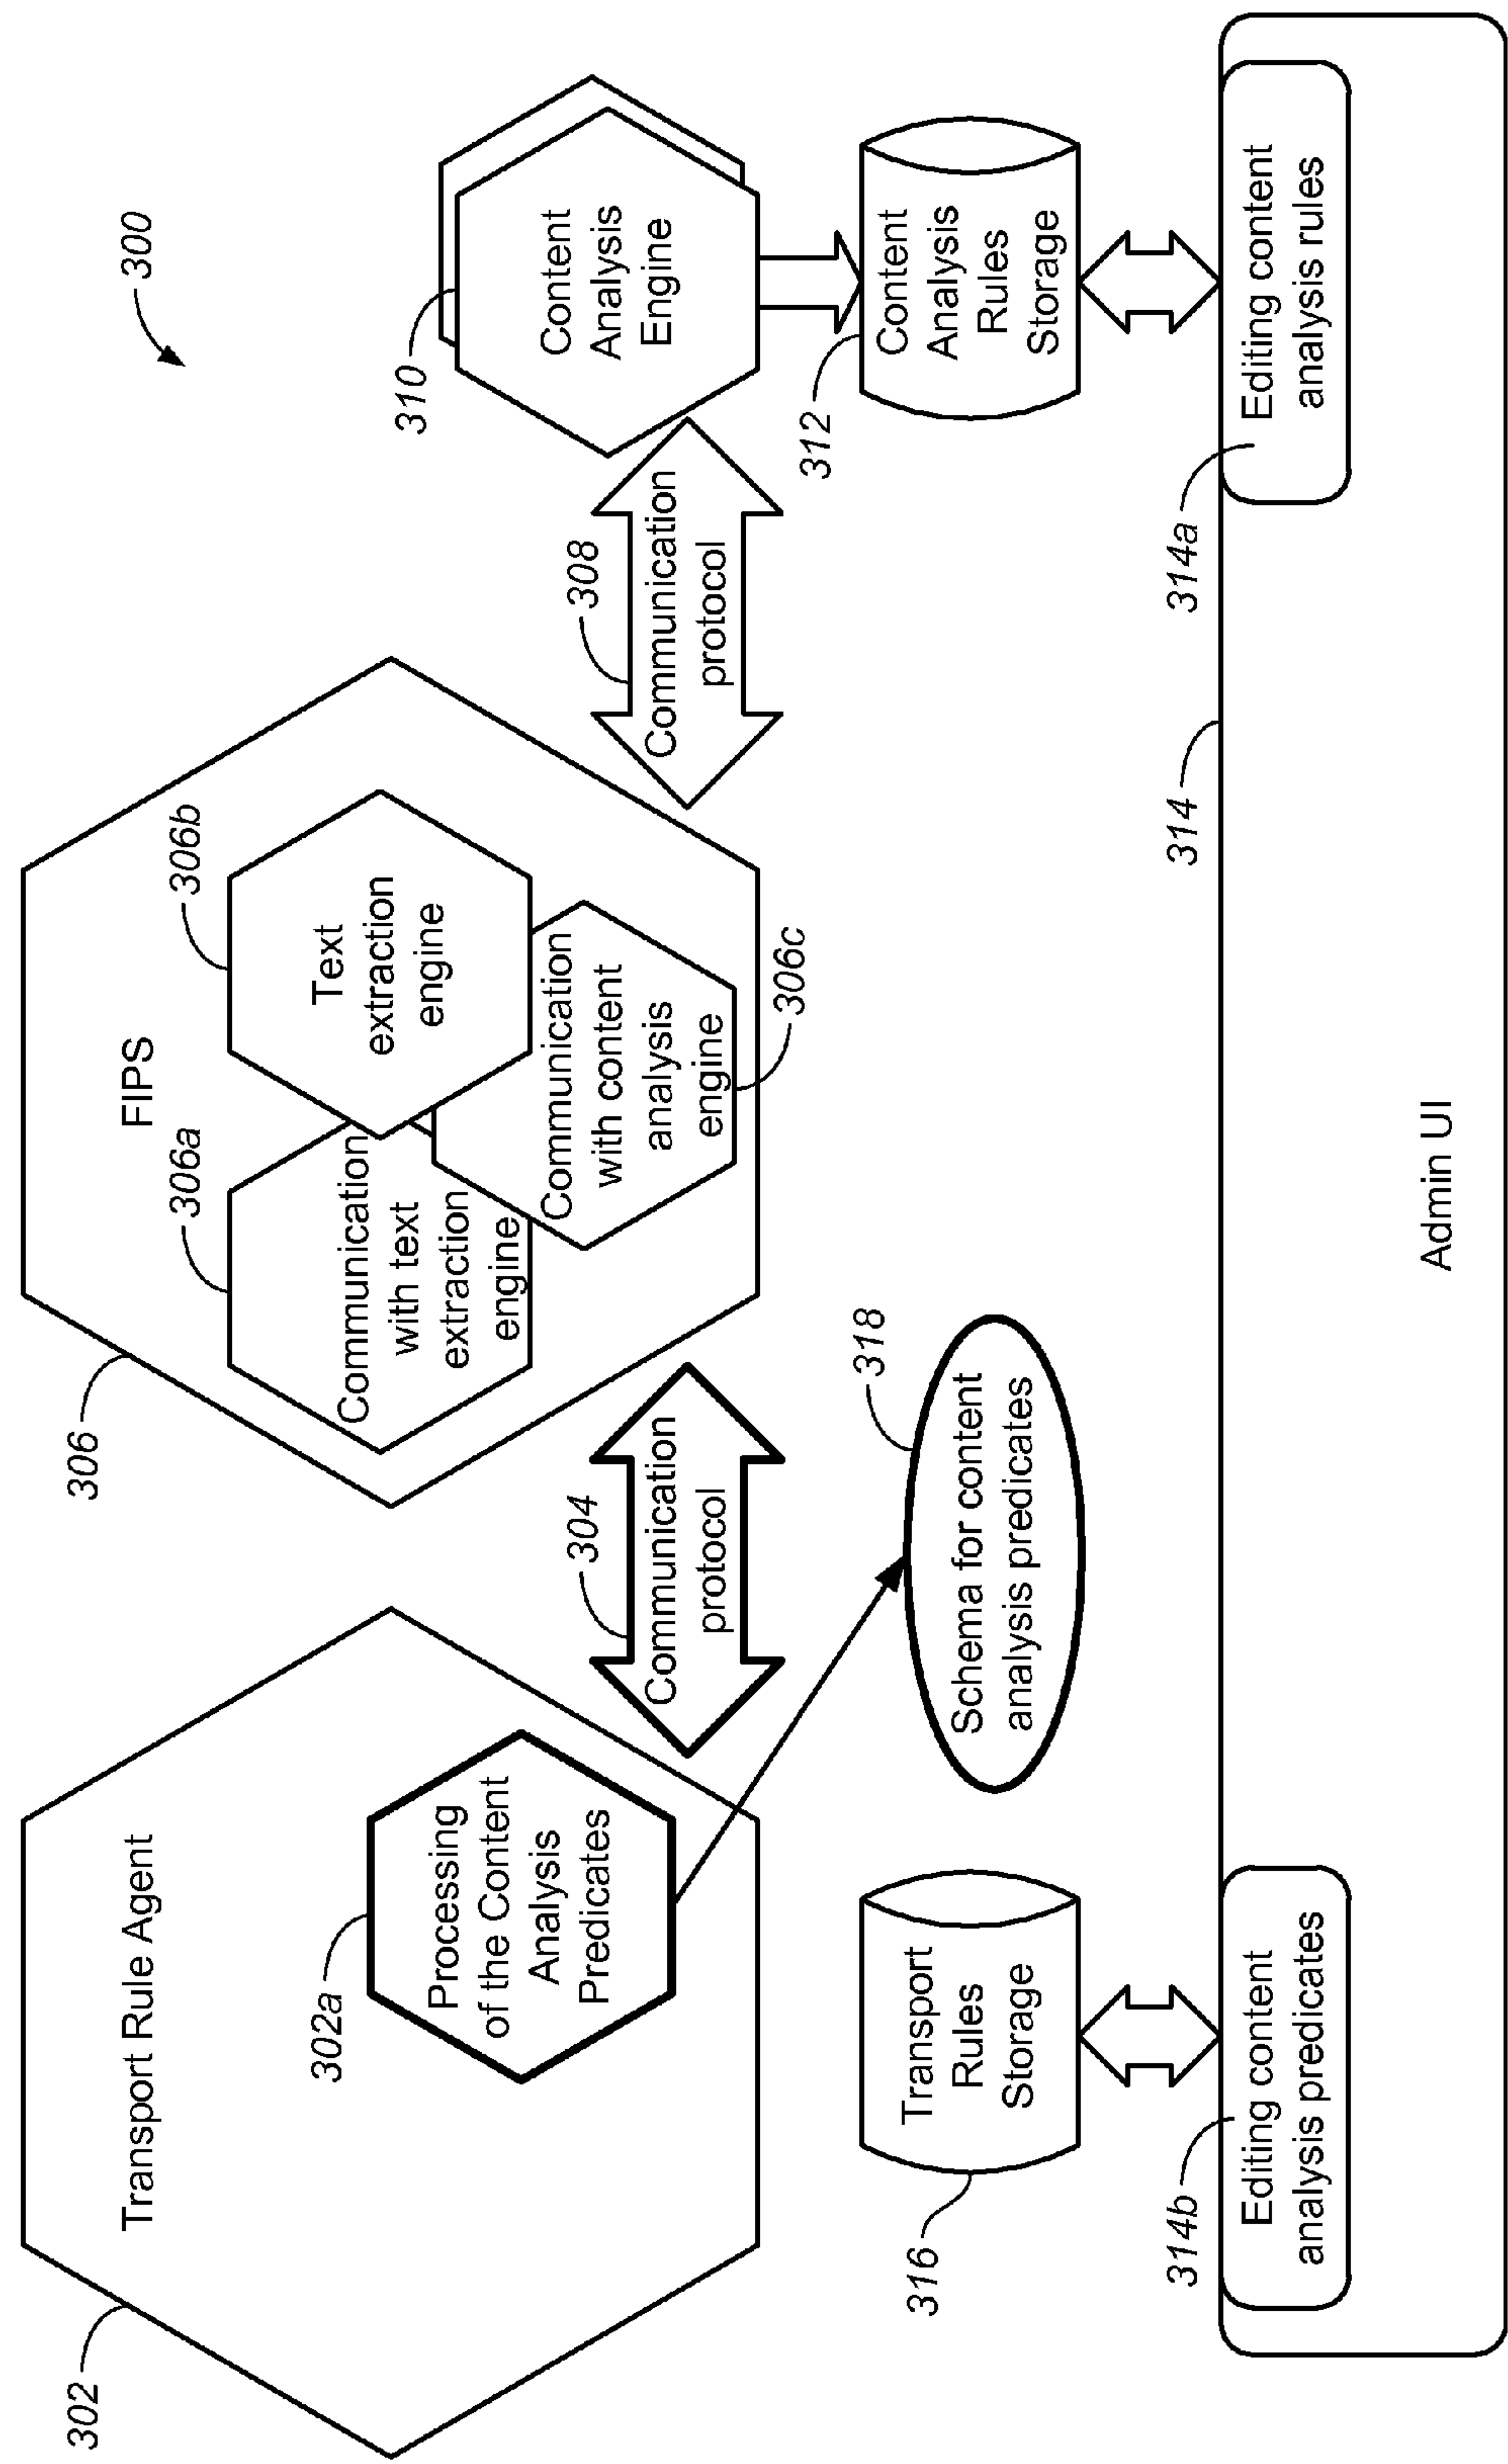 300
302
Transport Rule Agent
302a
Processing
of the Content
Analysis
Predicates
304
Communication
protocol
306
FIPS
306a
Communication
with text
extraction
engine
306b
Text
extraction
engine
306c
Communication
with content
analysis
engine
308
Communication
protocol
310
Content
Analysis
Engine
316
Transport
Rules
Storage
318
Schema for content
analysis predicates
312
Content
Analysis
Rules
Storage
314b
Editing content
analysis predicates
314
314a
Editing content
analysis rules
Admin UI